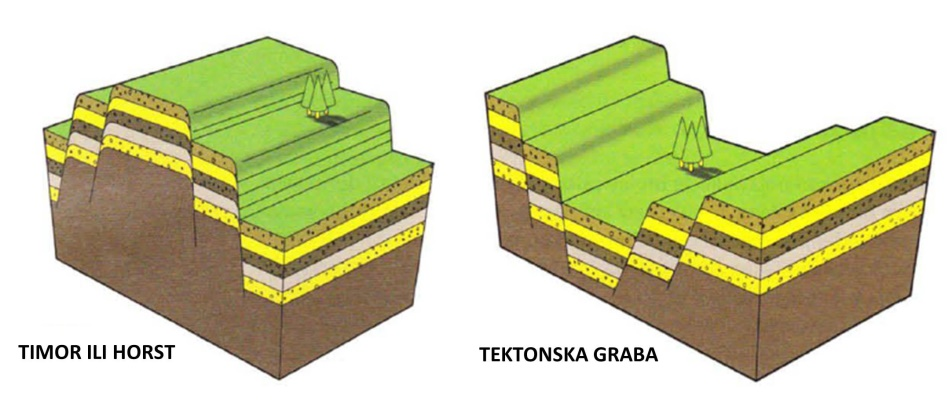 TIMOR ILI HORST
TEKTONSKA GRABA